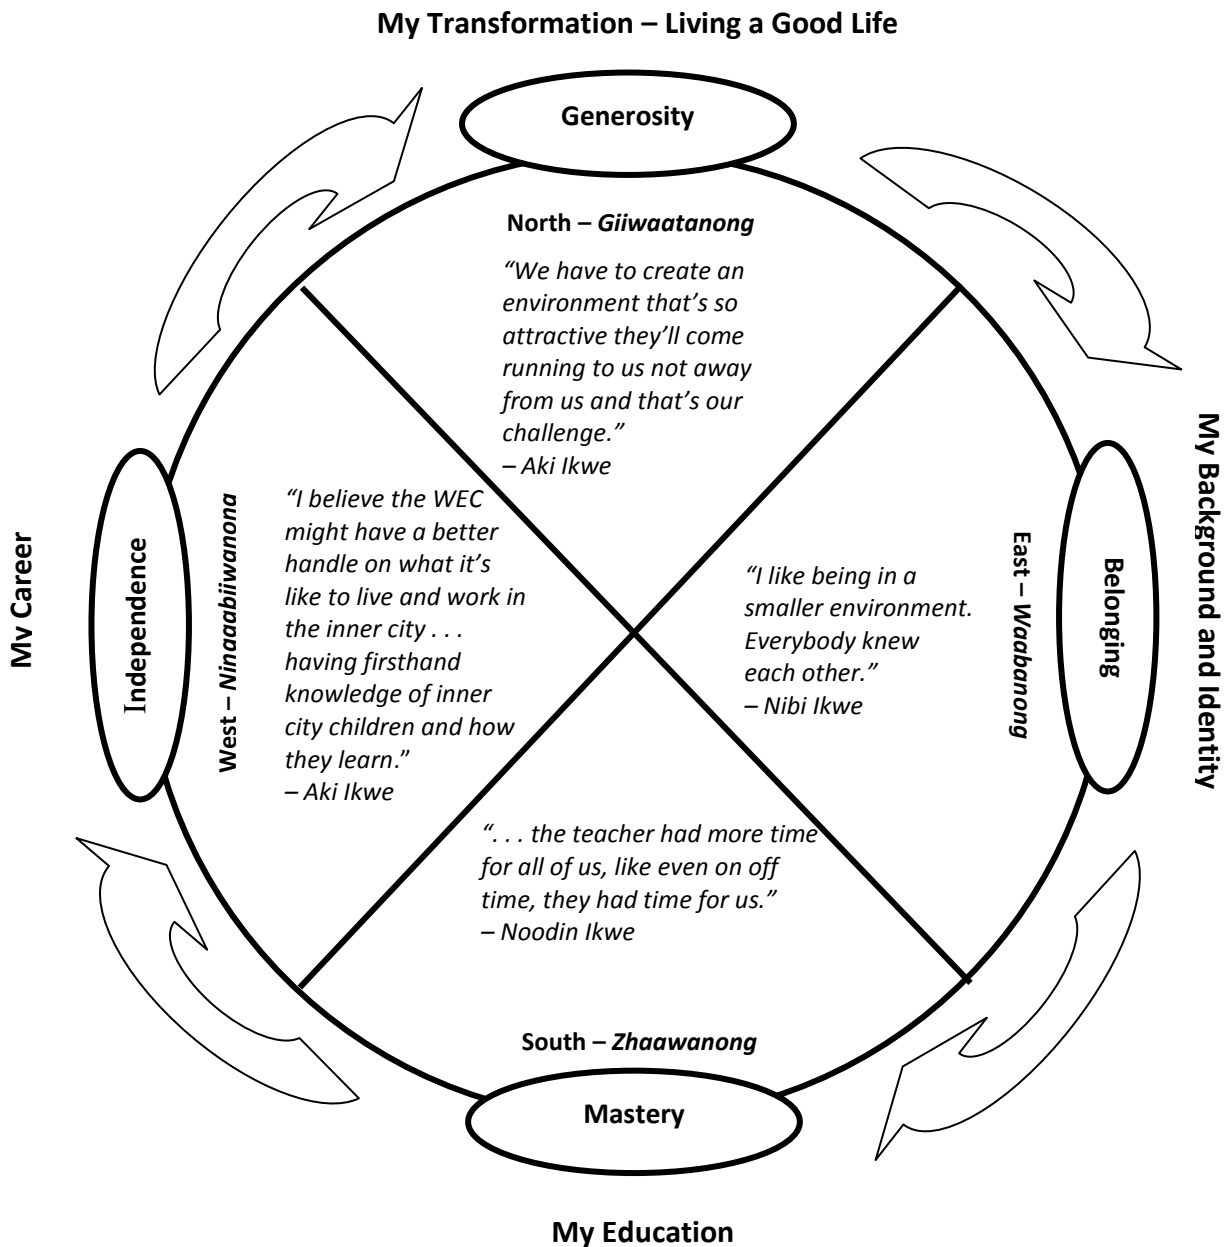 My Transformation – Living a Good Life
Generosity
North – Giiwaatanong
“We have to create an
environment that’s so
attractive they’ll come
running to us not away
from us and that’s our
challenge.”
– Aki Ikwe
My Career
Independence
West – Ninaaabiiwanona
“I believe the WEC
might have a better
handle on what it’s
like to live and work in
the inner city . . .
having firsthand
knowledge of inner
city children and how
they learn.”
– Aki Ikwe
“I like being in a
smaller environment.
Everybody knew
each other.”
– Nibi Ikwe
East – Waabanong
Belonging
My Background and Identity
“. . . the teacher had more time
for all of us, like even on off
time, they had time for us.”
– Noodin Ikwe
South – Zhaawanong
Mastery
My Education